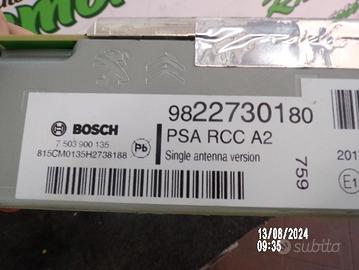 BOSCH
7 503 900 135
815CM0135H2738188
Pb
9822730180
PSA RCC A2
Single antenna version
759
201
E1
13/08/2024
09:35
subito